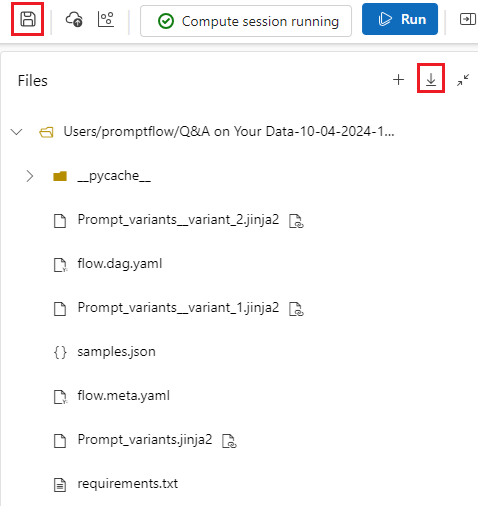 Compute session running
Run
Files
Users/promptflow/Q&A on Your Data-10-04-2024-1...
__pycache__
Prompt_variants__variant_2.jinja2
flow.dag.yaml
Prompt_variants__variant_1.jinja2
{} samples.json
flow.meta.yaml
Prompt_variants.jinja2
requirements.txt